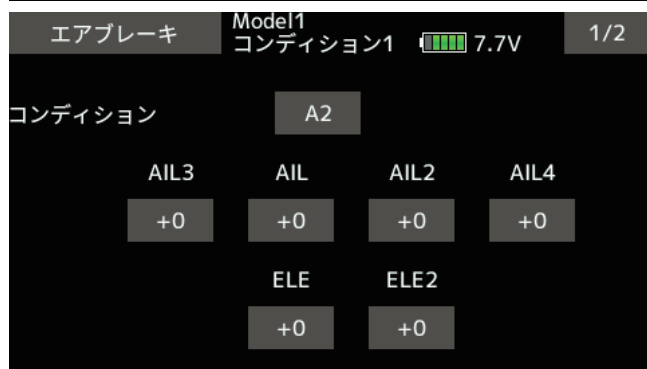 エアブレーキ
Model1
コンディション1
7.7V
1/2
コンディション
A2
AIL3 AIL AIL2 AIL4
+0 +0 +0 +0
ELE ELE2
+0 +0